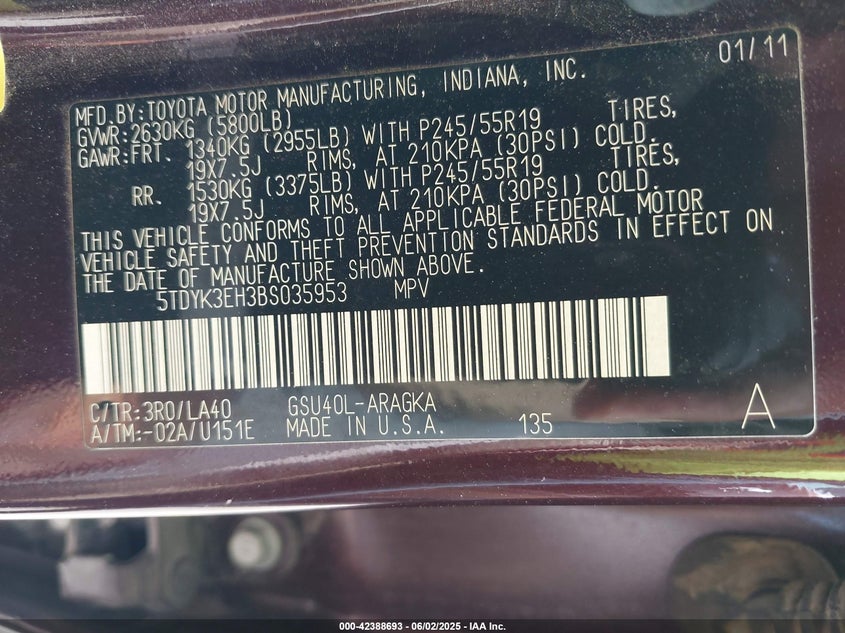 01/11
MFD.BY:TOYOTA MOTOR MANUFACTURING, INDIANA, INC.
GVWR:2630KG (5800LB)
GAWR:FRT. 1340KG (2955LB) WITH P245/55R19 TIRES,
19X7.5J RIMS, AT 210KPA (30PSI) COLD.
RR. 1530KG (3375LB) WITH P245/55R19 TIRES,
19X7.5J RIMS, AT 210KPA (30PSI) COLD.
THIS VEHICLE CONFORMS TO ALL APPLICABLE FEDERAL MOTOR
VEHICLE SAFETY AND THEFT PREVENTION STANDARDS IN EFFECT ON
THE DATE OF MANUFACTURE SHOWN ABOVE.
5TDYK3EH3BS035953 MPV
C/TR:3R0/LA40 GSU40L-ARAGKA
A/TM:-02A/U151E MADE IN U.S.A. 135 A
000-42388693 - 06/02/2025 - IAA Inc.